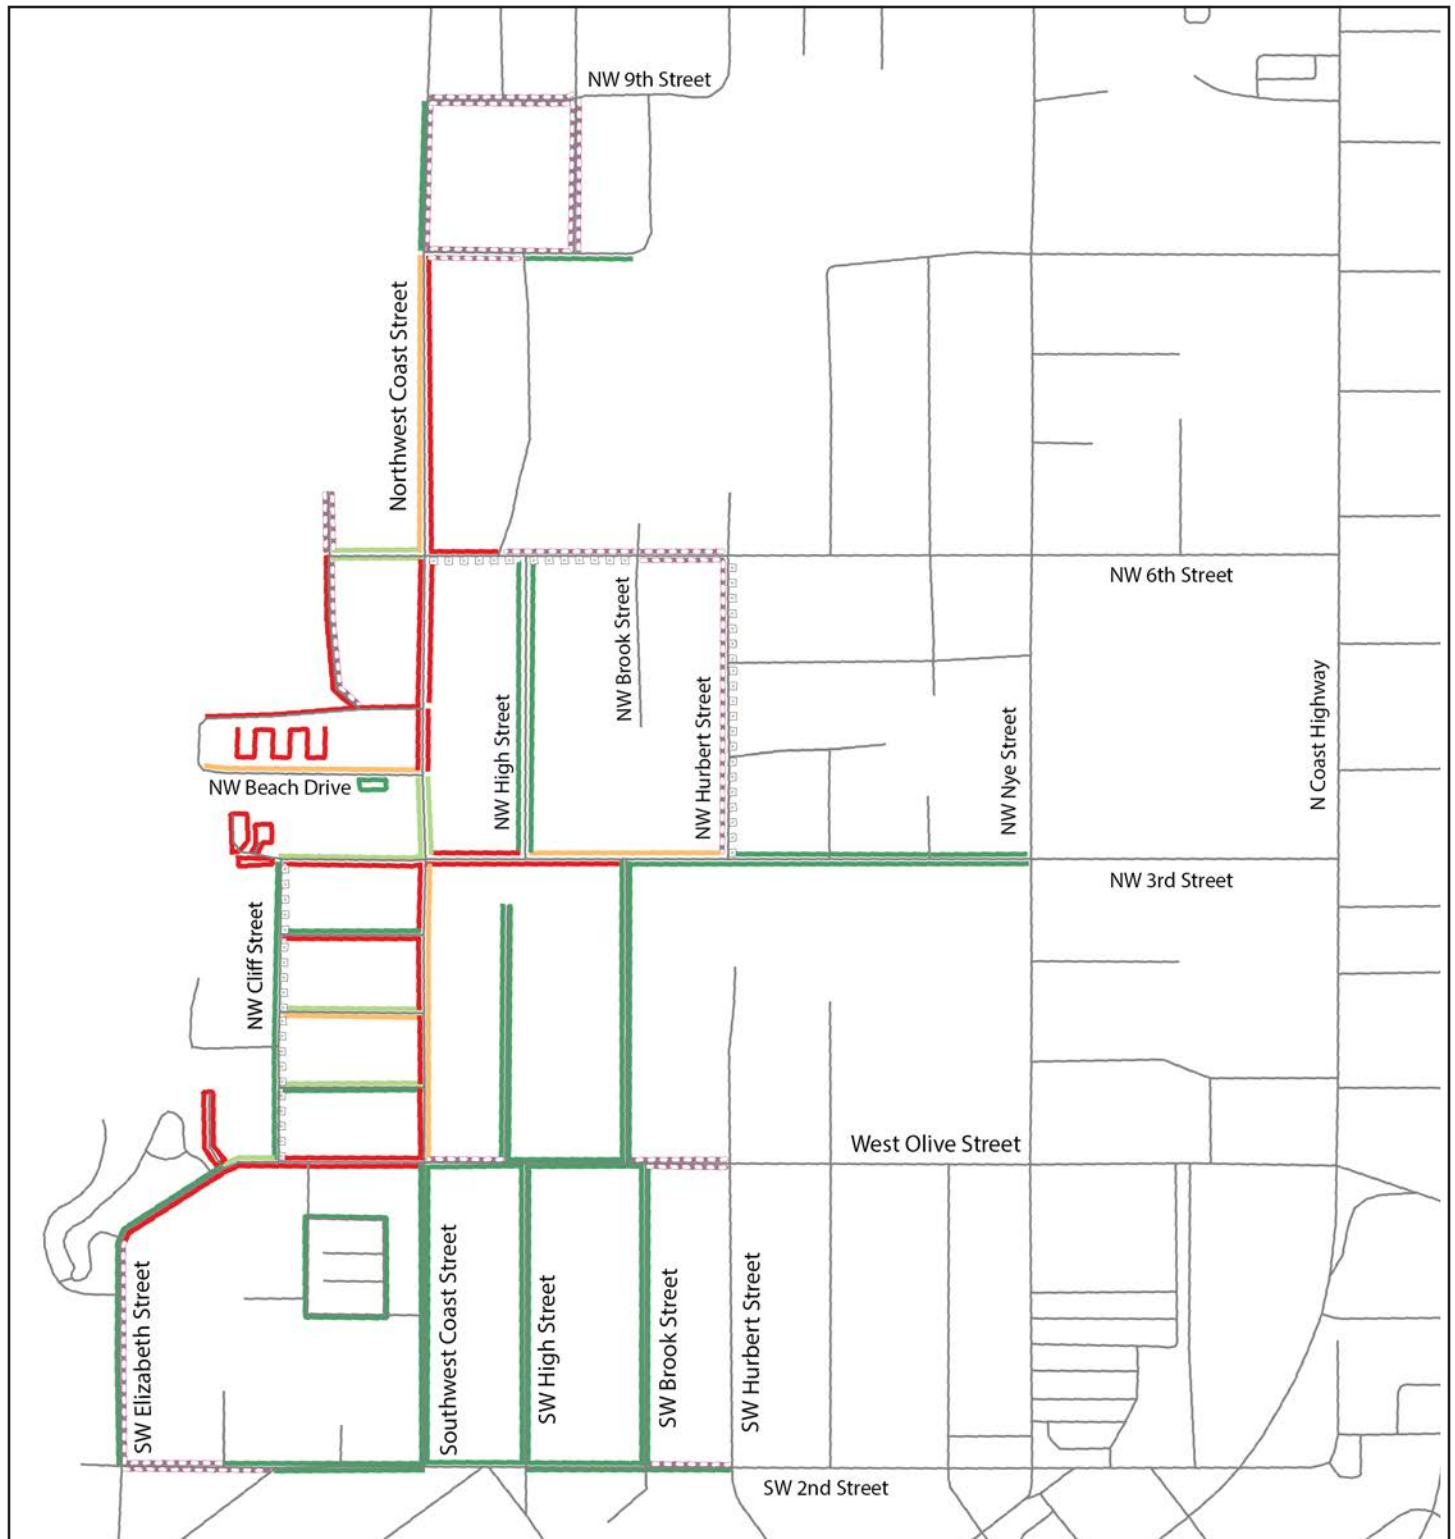 NW 9th Street
Northwest Coast Street
NW 6th Street
NW Brook Street
NW High Street
NW Hurbert Street
NW Nye Street
N Coast Highway
NW Beach Drive
NW 3rd Street
NW Cliff Street
West Olive Street
SW Elizabeth Street
Southwest Coast Street
SW High Street
SW Brook Street
SW Hurbert Street
SW 2nd Street